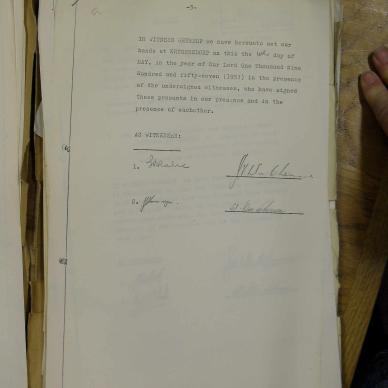 -3-
IN WITNESS WHEREOF we have hereunto set our
hands at KRUGERSDORP on this the day of
MAY, in the year of Our Lord One Thousand Nine
Hundred and fifty-seven (1957) in the presence
of the undersigned witnesses, who have signed
these presents in our presence and in the
presence of eachother.
AS WITNESSES:
1.
2.